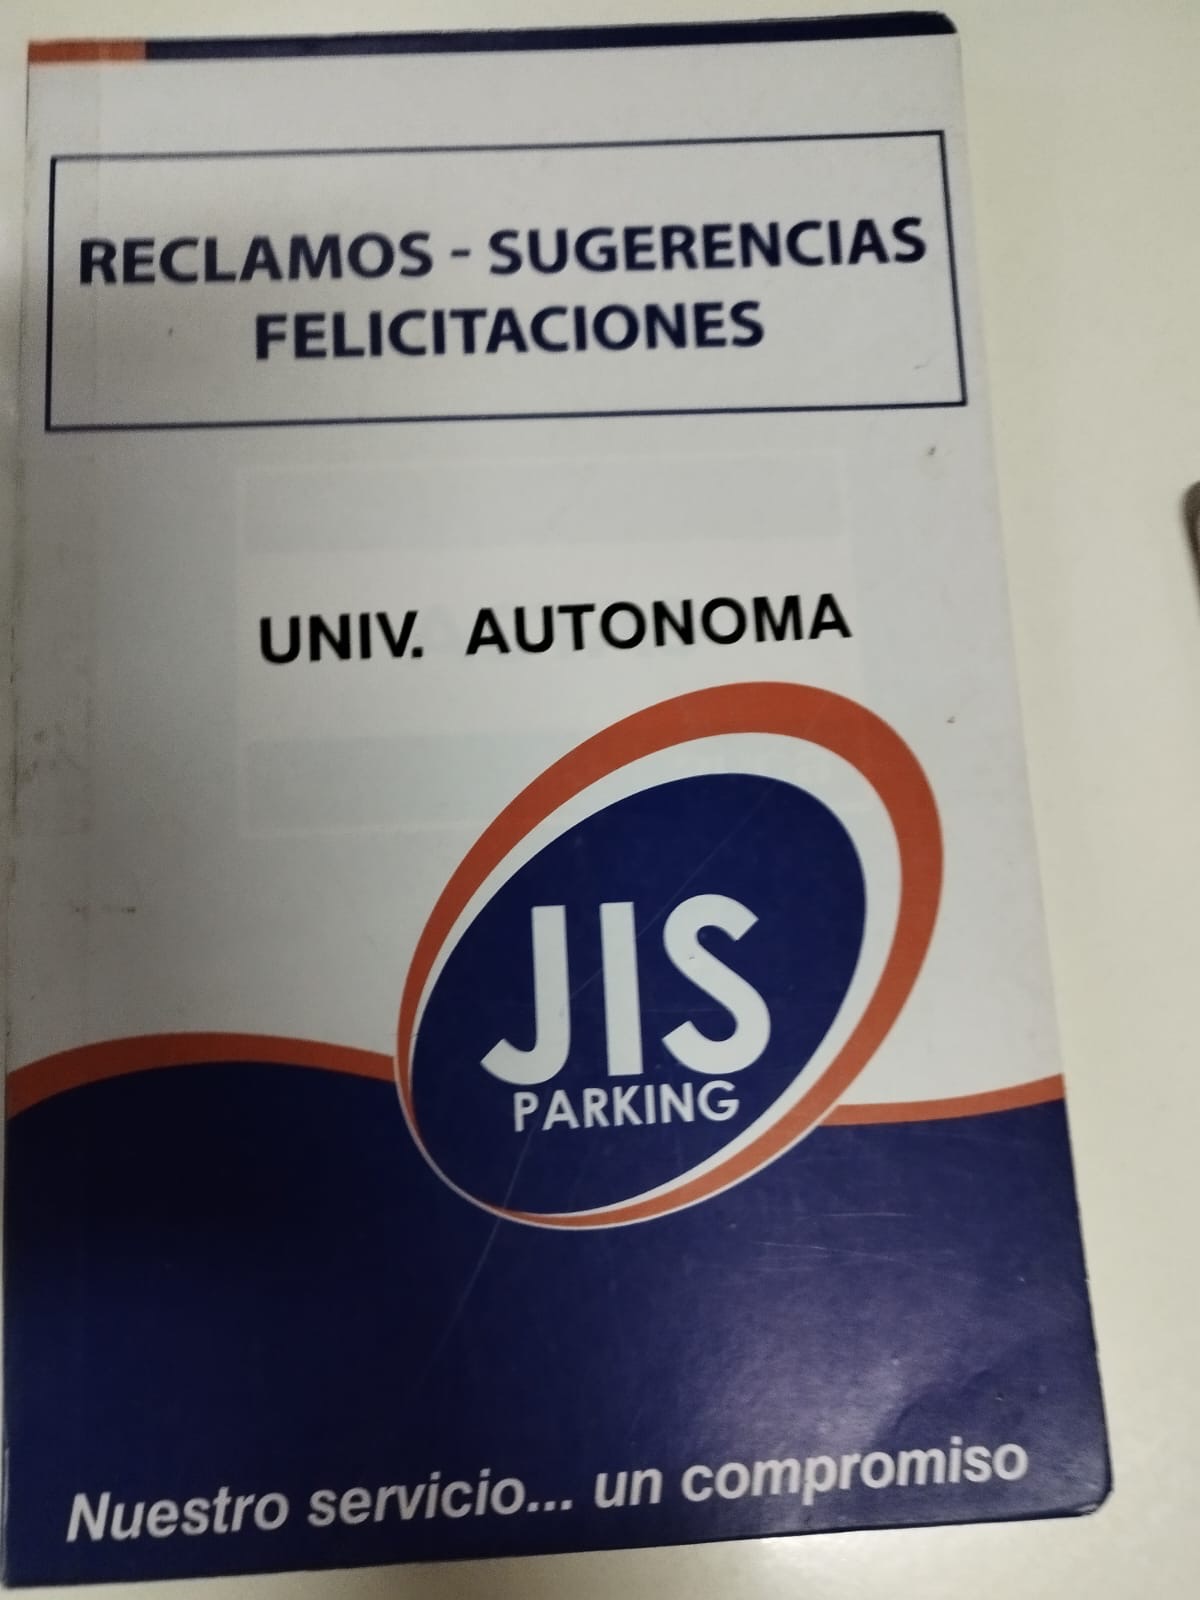 RECLAMOS - SUGERENCIAS
FELICITACIONES
UNIV. AUTONOMA
JIS
PARKING
Nuestro servicio... un compromiso